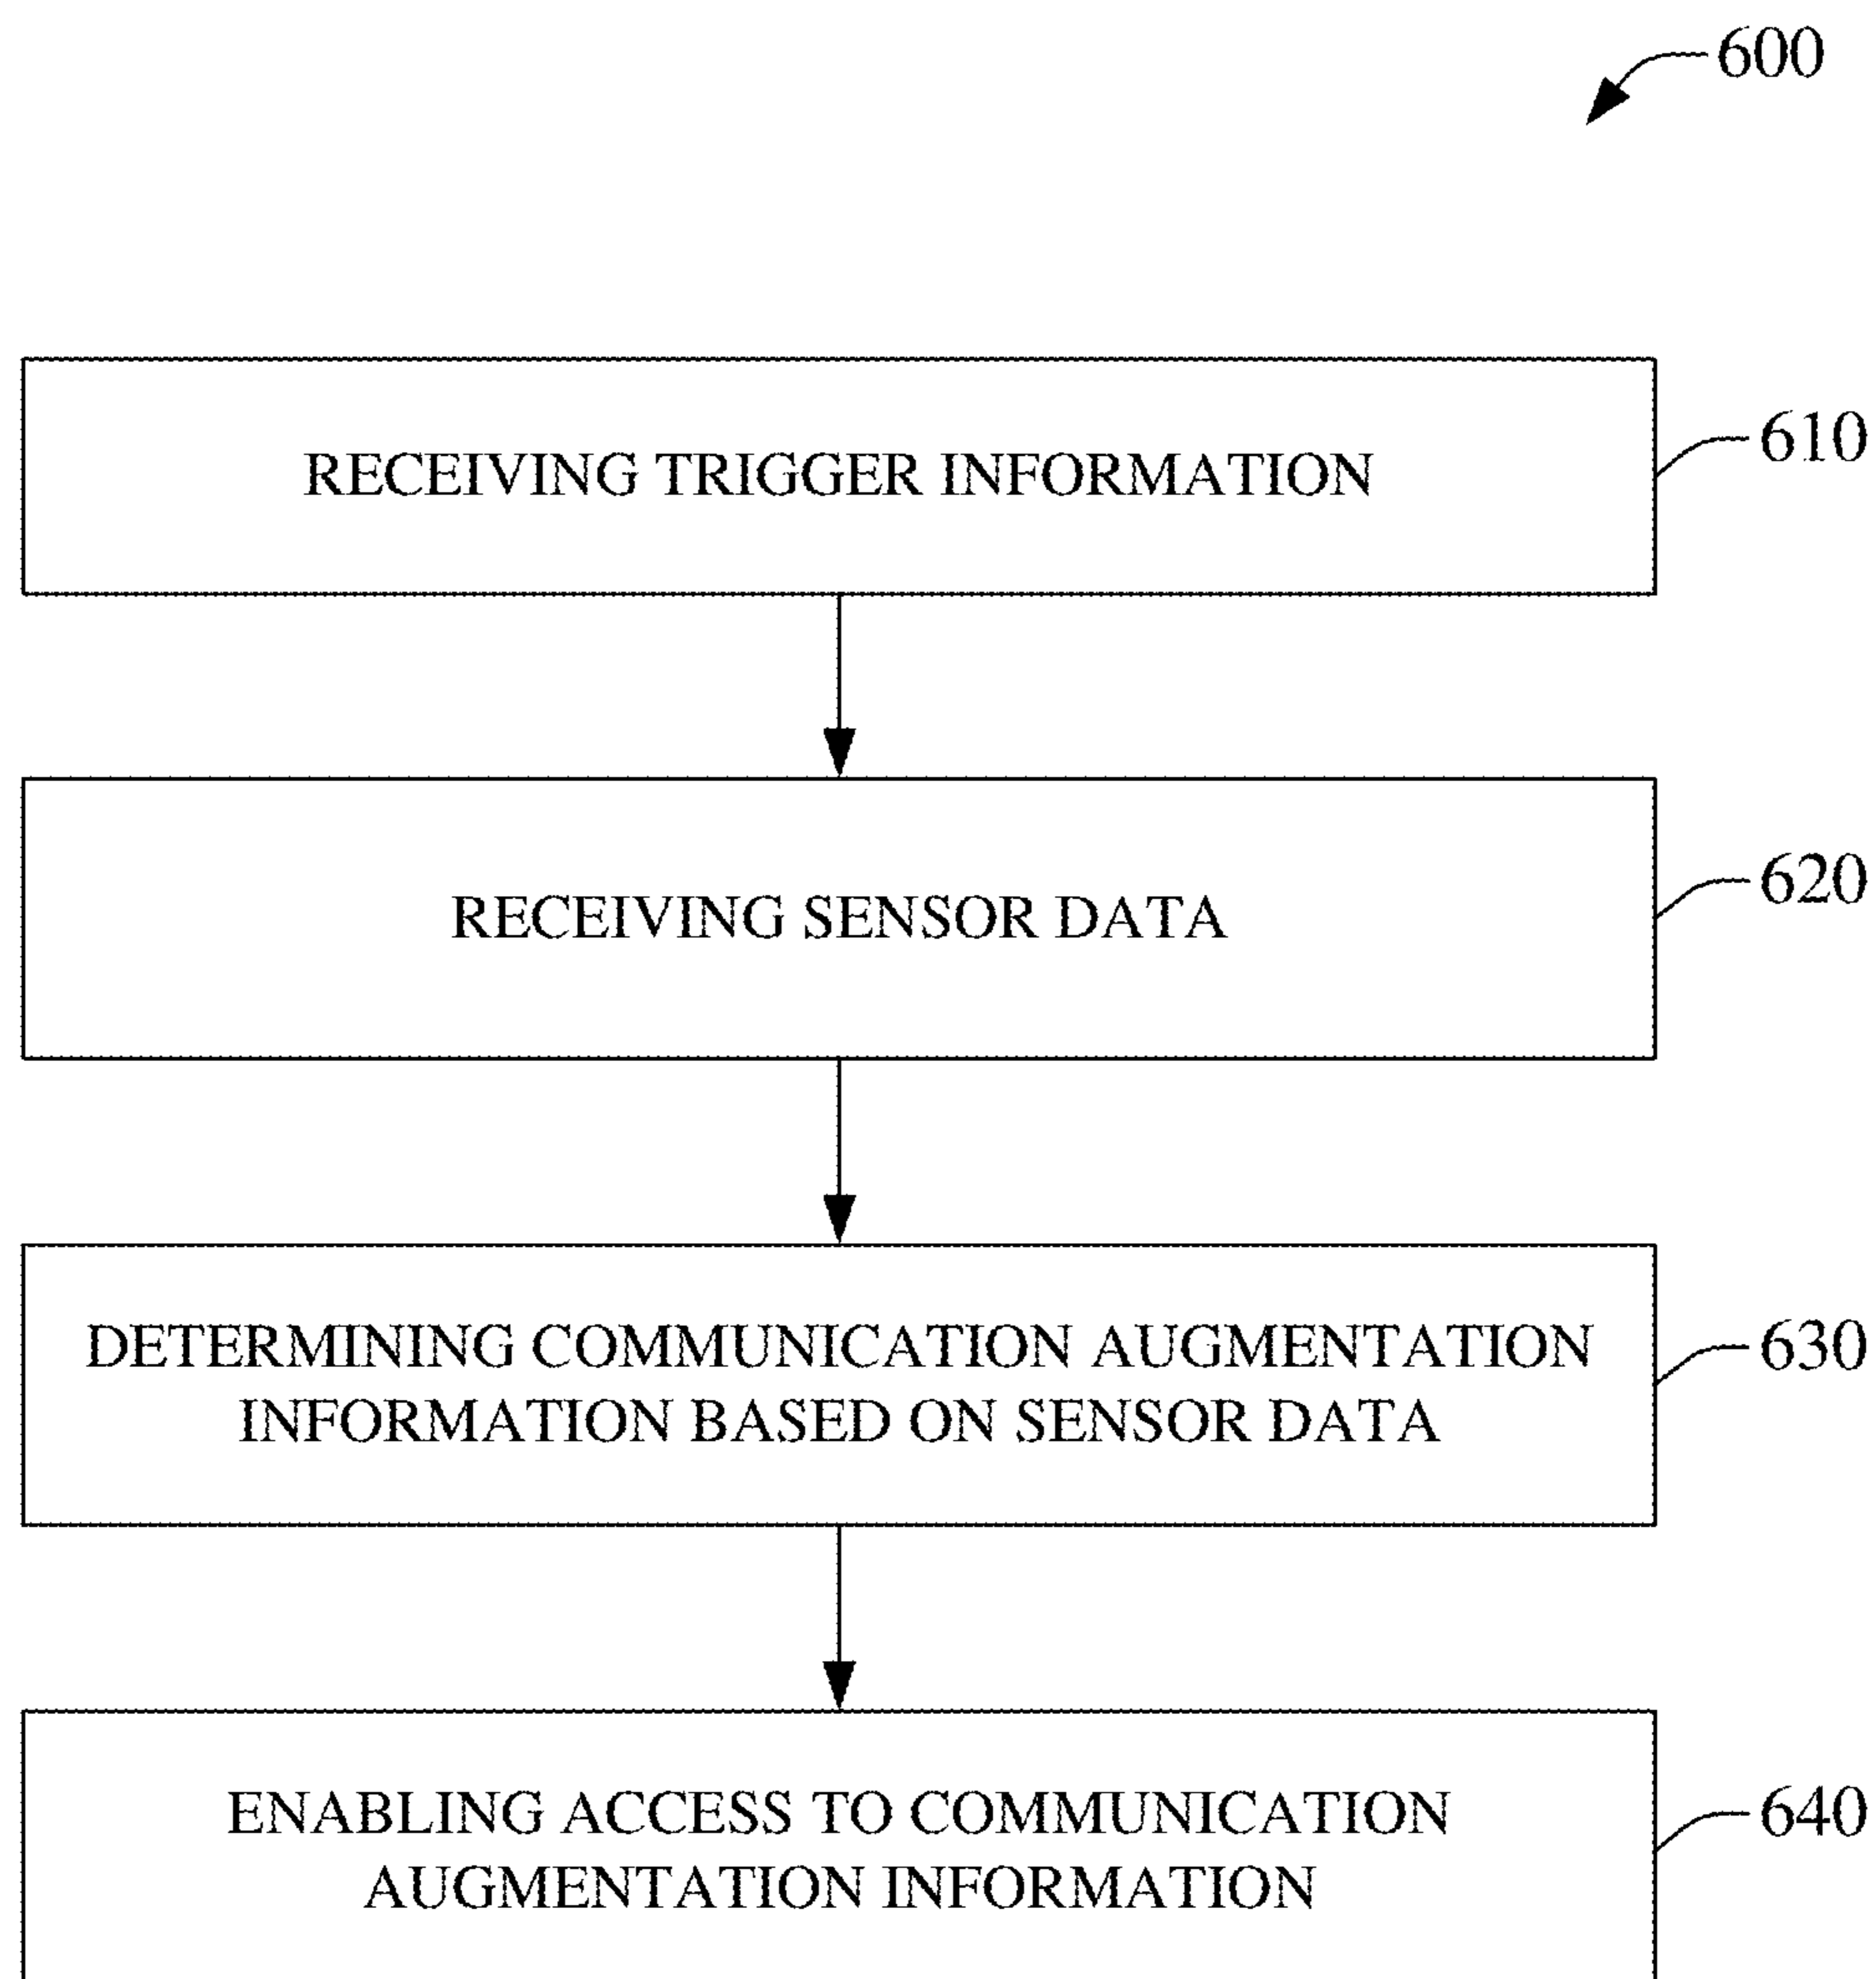 600
RECEIVING TRIGGER INFORMATION
610
RECEIVING SENSOR DATA
620
DETERMINING COMMUNICATION AUGMENTATION
INFORMATION BASED ON SENSOR DATA
630
ENABLING ACCESS TO COMMUNICATION
AUGMENTATION INFORMATION
640